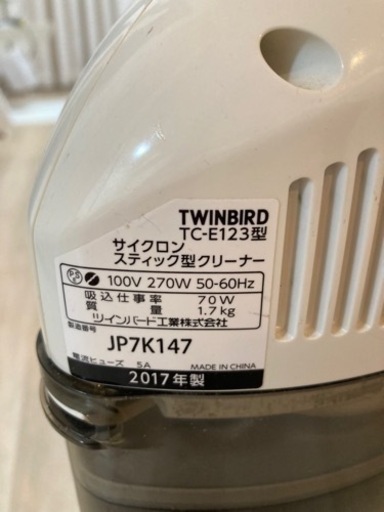 TWINBIRD
TC-E123型
サイクロン
スティック型クリーナー
PSE 100V 270W 50-60Hz
吸込仕事率 70W
質量 1.7kg
ツインバード工業株式会社
製造番号
JP7K147
電流ヒューズ 5A MADE IN CHINA
2017年製